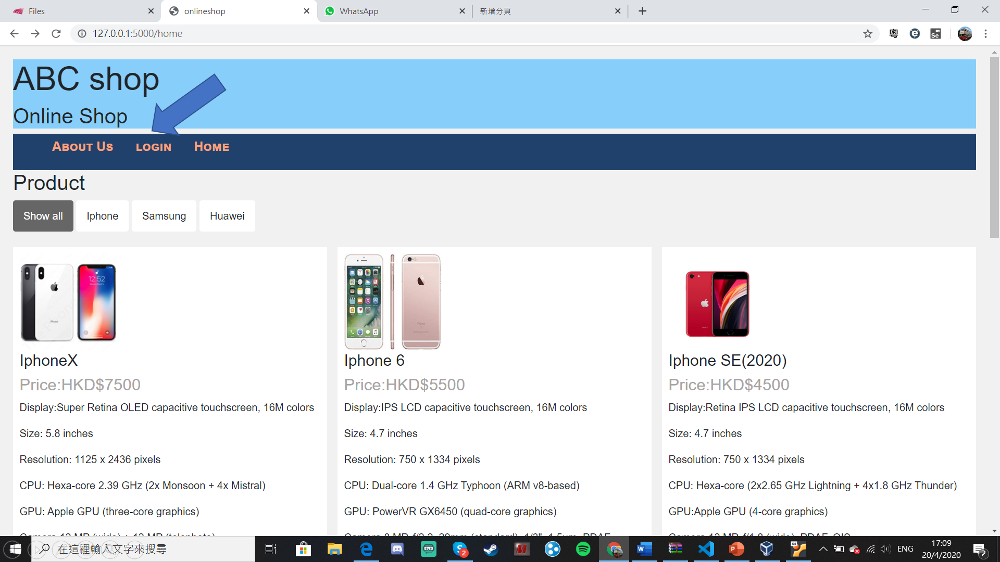 Files
onlineshop
WhatsApp
新增分頁
127.0.0.1:5000/home
粵
Se
ABC shop
Online Shop
About Us login Home
Product
Show all Iphone Samsung Huawei
12:52
IphoneX
Price:HKD$7500
Display:Super Retina OLED capacitive touchscreen, 16M colors
Size: 5.8 inches
Resolution: 1125 x 2436 pixels
CPU: Hexa-core 2.39 GHz (2x Monsoon + 4x Mistral)
GPU: Apple GPU (three-core graphics)
Iphone 6
Price:HKD$5500
Display:IPS LCD capacitive touchscreen, 16M colors
Size: 4.7 inches
Resolution: 750 x 1334 pixels
CPU: Dual-core 1.4 GHz Typhoon (ARM v8-based)
GPU: PowerVR GX6450 (quad-core graphics)
Iphone SE(2020)
Price:HKD$4500
Display:Retina IPS LCD capacitive touchscreen, 16M colors
Size: 4.7 inches
Resolution: 750 x 1334 pixels
CPU: Hexa-core (2x2.65 GHz Lightning + 4x1.8 GHz Thunder)
GPU:Apple GPU (4-core graphics)
在這裡輸入文字來搜尋
2
64
ENG
17:09
20/4/2020
2